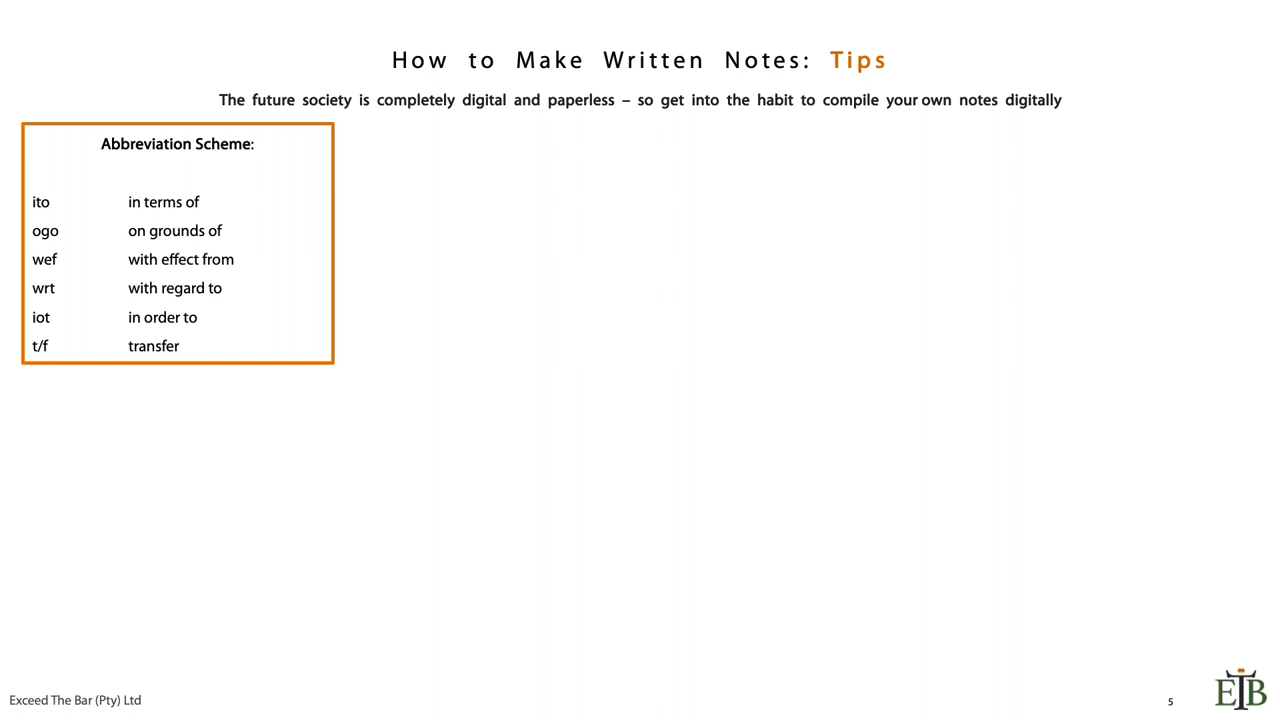 How to Make Written Notes: Tips
The future society is completely digital and paperless – so get into the habit to compile your own notes digitally
Abbreviation Scheme:
ito in terms of
ogo on grounds of
wef with effect from
wrt with regard to
iot in order to
t/f transfer
Exceed The Bar (Pty) Ltd
5
ETB